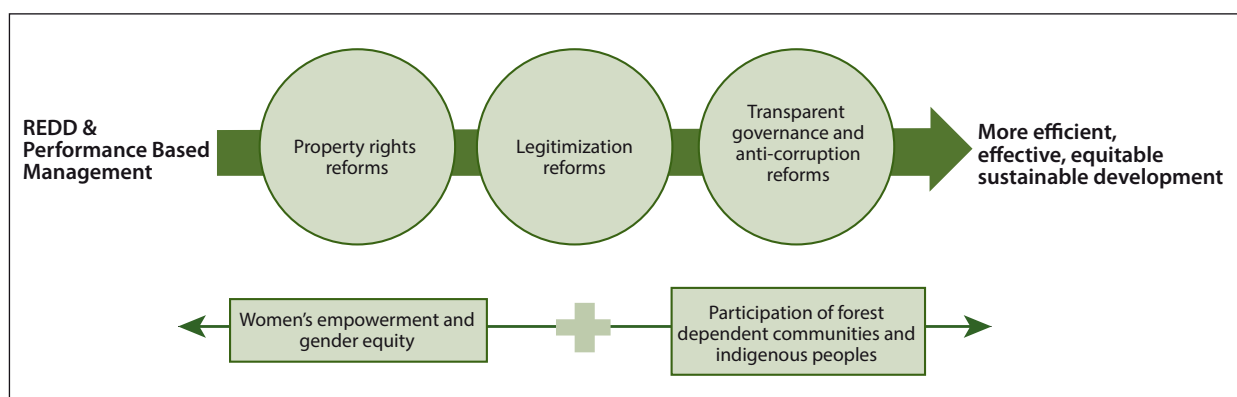 REDD &
Performance Based
Management
Property rights
reforms
Legitimization
reforms
Transparent
governance and
anti-corruption
reforms
More efficient,
effective, equitable
sustainable development
Women’s empowerment and
gender equity
Participation of forest
dependent communities and
indigenous peoples